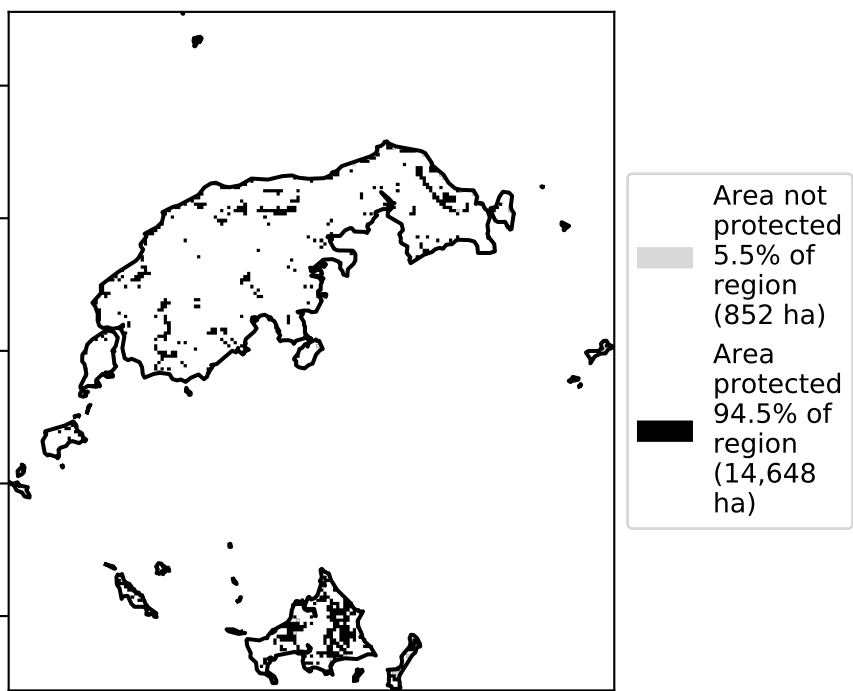 Area not
protected
5.5% of
region
(852 ha)
Area
protected
94.5% of
region
(14,648
ha)